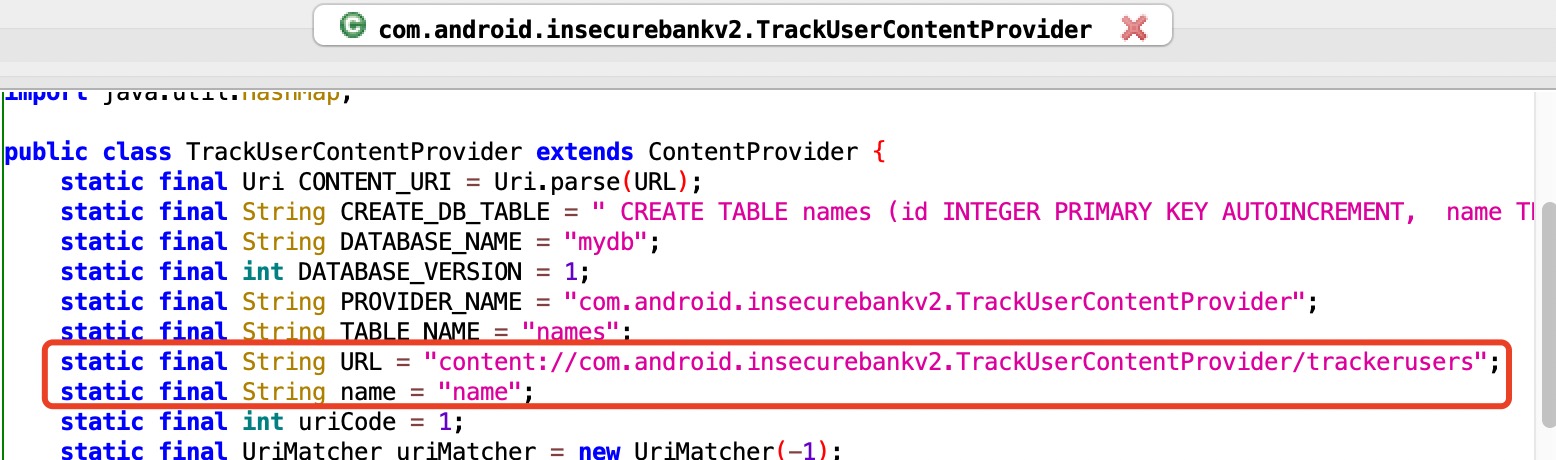 com.android.insecurebankv2.TrackUserContentProvider
import java.util.HashMap;
public class TrackUserContentProvider extends ContentProvider {
static final Uri CONTENT_URI = Uri.parse(URL);
static final String CREATE_DB_TABLE = " CREATE TABLE names (id INTEGER PRIMARY KEY AUTOINCREMENT,  name
static final String DATABASE_NAME = "mydb";
static final int DATABASE_VERSION = 1;
static final String PROVIDER_NAME = "com.android.insecurebankv2.TrackUserContentProvider";
static final String TABLE_NAME = "names";
static final String URL = "content://com.android.insecurebankv2.TrackUserContentProvider/trackerusers";
static final String name = "name";
static final int uriCode = 1;
static final UriMatcher uriMatcher = new UriMatcher(-1);